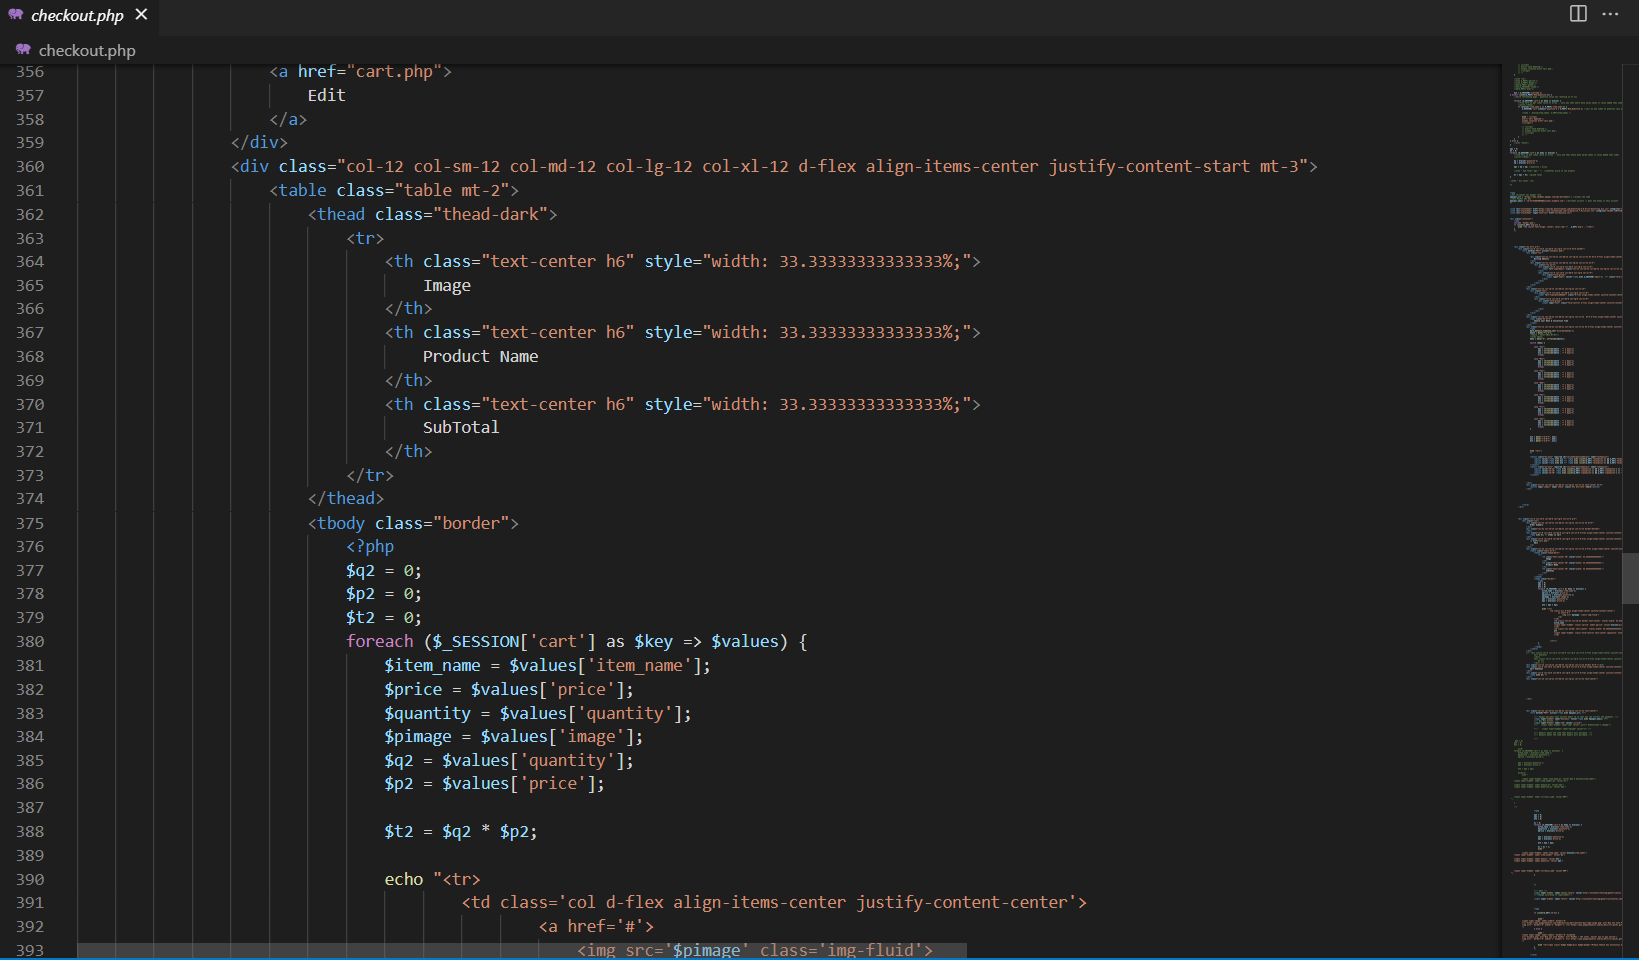 checkout.php
checkout.php
356 <a href="cart.php">
357 Edit
358 </a>
359 </div>
360 <div class="col-12 col-sm-12 col-md-12 col-lg-12 col-xl-12 d-flex align-items-center justify-content-start mt-3">
361 <table class="table mt-2">
362 <thead class="thead-dark">
363 <tr>
364 <th class="text-center h6" style="width: 33.33333333333333%;">
365 Image
366 </th>
367 <th class="text-center h6" style="width: 33.33333333333333%;">
368 Product Name
369 </th>
370 <th class="text-center h6" style="width: 33.33333333333333%;">
371 SubTotal
372 </th>
373 </tr>
374 </thead>
375 <tbody class="border">
376 <?php
377 $q2 = 0;
378 $p2 = 0;
379 $t2 = 0;
380 foreach ($_SESSION['cart'] as $key => $values) {
381 $item_name = $values['item_name'];
382 $price = $values['price'];
383 $quantity = $values['quantity'];
384 $pimage = $values['image'];
385 $q2 = $values['quantity'];
386 $p2 = $values['price'];
387
388 $t2 = $q2 * $p2;
389
390 echo "<tr>
391 <td class='col d-flex align-items-center justify-content-center'>
392 <a href='#'>
393 <img src='$pimage' class='img-fluid'>